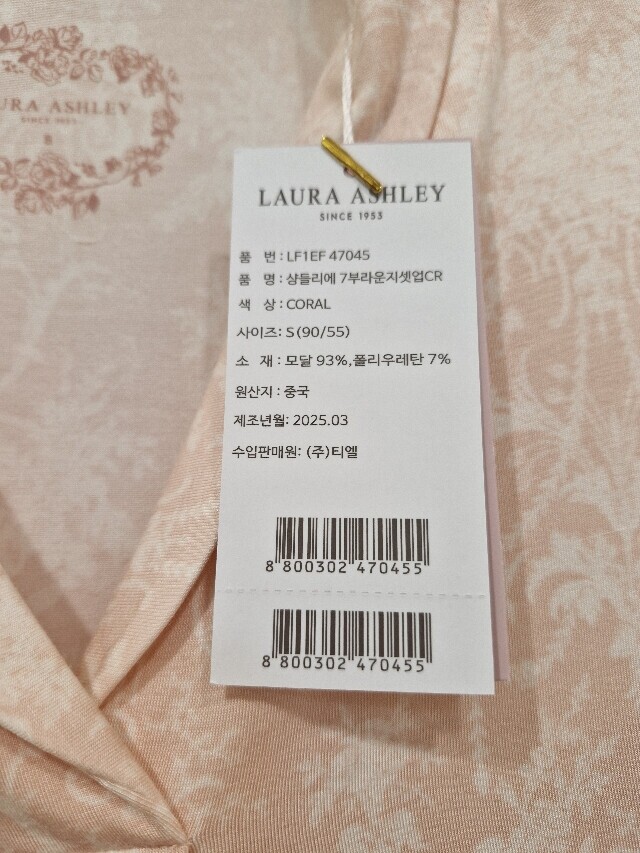 URA ASHLEY
SINCE 1953
S
LAURA ASHLEY
SINCE 1953
품 번 : LF1EF 47045
품 명 : 샹들리에 7부라운지셋업CR
색 상 : CORAL
사이즈: S(90/55)
소 재 : 모달 93%,폴리우레탄 7%
원산지 : 중국
제조년월: 2025.03
수입판매원: (주)티엘
8 800302 470455
8 800302 470455